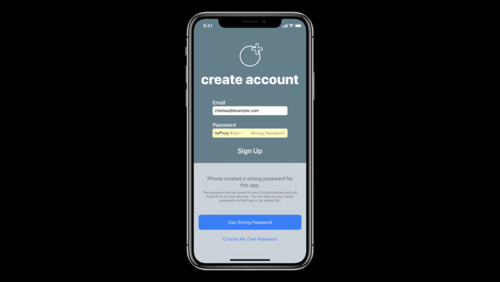 9:41
create account
Email
chelsea@example.com
Password
Strong Password
Sign Up
iPhone created a strong password for
this app.
This password will be saved to your iCloud Keychain and will
AutoFill on all your devices. You can look up your saved
passwords in Settings or by asking Siri.
Use Strong Password
Choose My Own Password